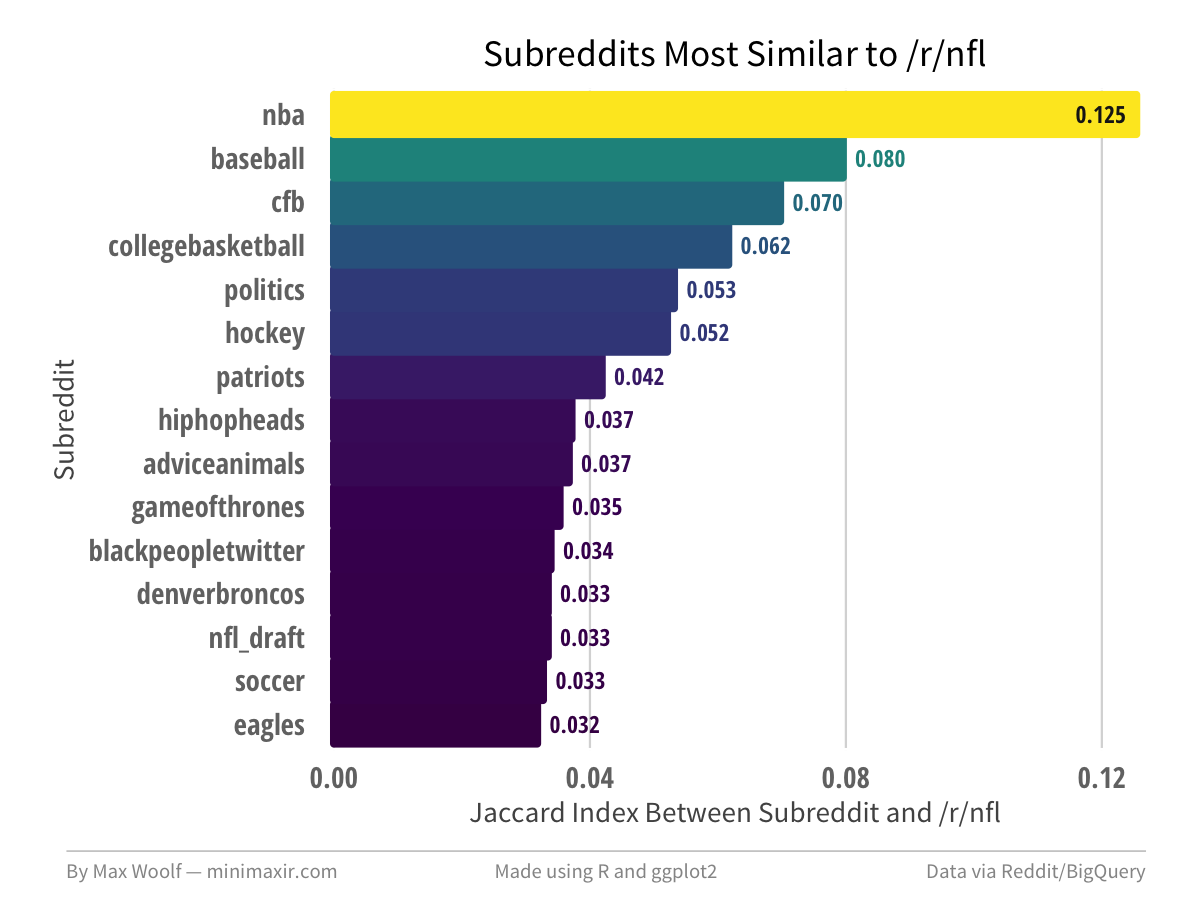 Subreddits Most Similar to /r/nfl
nba 0.125
baseball 0.080
cfb 0.070
collegebasketball 0.062
politics 0.053
hockey 0.052
patriots 0.042
hiphopheads 0.037
adviceanimals 0.037
gameofthrones 0.035
blackpeopletwitter 0.034
denverbroncos 0.033
nfl_draft 0.033
soccer 0.033
eagles 0.032
Subreddit
0.00 0.04 0.08 0.12
Jaccard Index Between Subreddit and /r/nfl
By Max Woolf — minimaxir.com Made using R and ggplot2 Data via Reddit/BigQuery